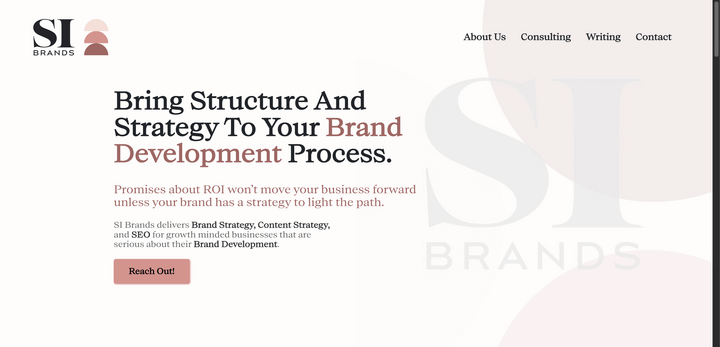 SI
BRANDS
About Us Consulting Writing Contact
Bring Structure And
Strategy To Your Brand
Development Process.
Promises about ROI won't move your business forward
unless your brand has a strategy to light the path.
SI Brands delivers Brand Strategy, Content Strategy,
and SEO for growth minded businesses that are
serious about their Brand Development.
Reach Out!
SI
BRANDS